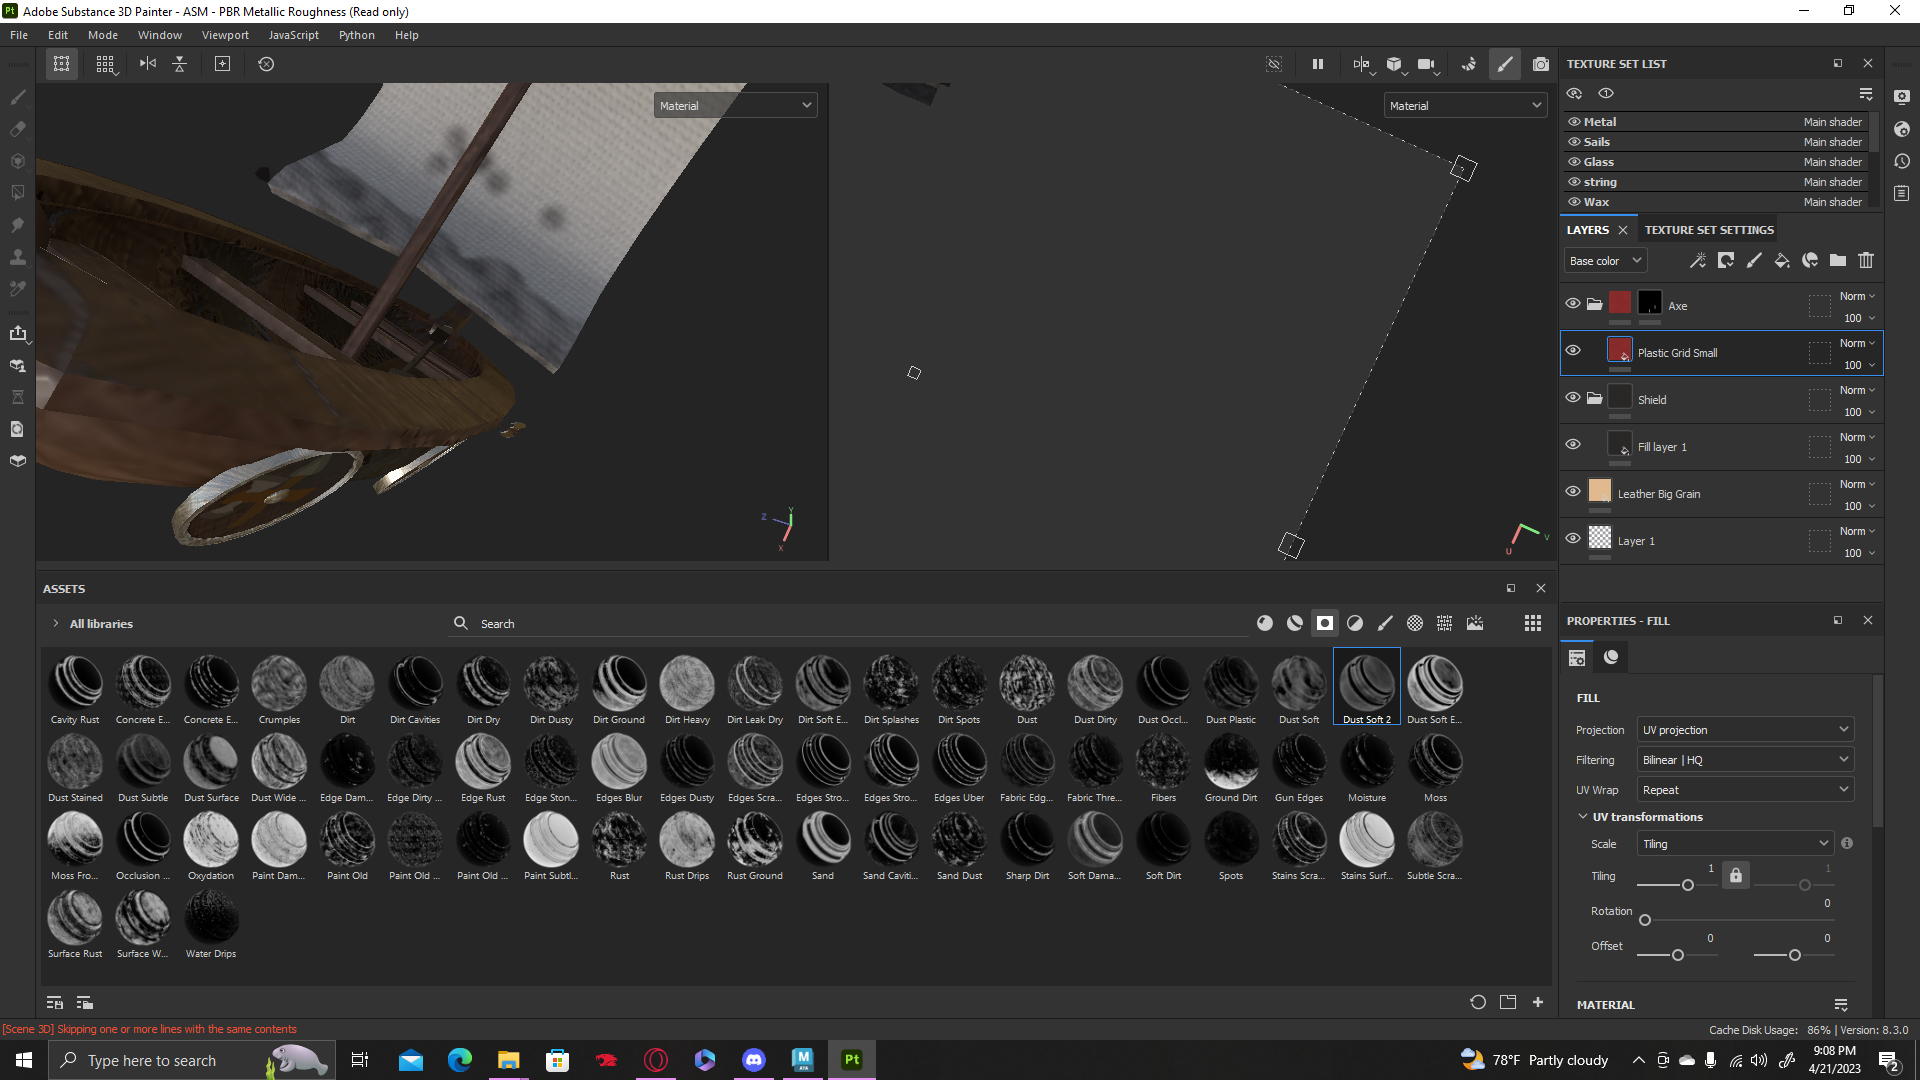 Pt Adobe Substance 3D Painter - ASM - PBR Metallic Roughness (Read only)
File Edit Mode Window Viewport JavaScript Python Help
Material
Material
Z Y X
U V
TEXTURE SET LIST
Metal Main shader
Sails Main shader
Glass Main shader
string Main shader
Wax Main shader
LAYERS TEXTURE SET SETTINGS
Base color
Axe Norm 100
Plastic Grid Small Norm 100
Shield Norm 100
Fill layer 1 Norm 100
Leather Big Grain Norm 100
Layer 1 Norm 100
ASSETS
All libraries Search
Cavity Rust Concrete E... Concrete E... Crumples Dirt Dirt Cavities Dirt Dry Dirt Dusty Dirt Ground Dirt Heavy Dirt Leak Dry Dirt Soft E... Dirt Splashes Dirt Spots Dust Dust Dirty Dust Occl... Dust Plastic Dust Soft Dust Soft 2 Dust Soft E...
Dust Stained Dust Subtle Dust Surface Dust Wide ... Edge Dam... Edge Dirty ... Edge Rust Edge Ston... Edges Blur Edges Dusty Edges Scra... Edges Stro... Edges Stro... Edges Uber Fabric Edg... Fabric Thre... Fibers Ground Dirt Gun Edges Moisture Moss
Moss Fro... Occlusion ... Oxydation Paint Dam... Paint Old Paint Old ... Paint Old ... Paint Subtl... Rust Rust Drips Rust Ground Sand Sand Caviti... Sand Dust Sharp Dirt Soft Dama... Soft Dirt Spots Stains Scra... Stains Surf... Subtle Scra...
Surface Rust Surface W... Water Drips
PROPERTIES - FILL
FILL
Projection UV projection
Filtering Bilinear | HQ
UV Wrap Repeat
UV transformations
Scale Tiling
Tiling 1 1
Rotation 0
Offset 0 0
MATERIAL
[Scene 3D] Skipping one or more lines with the same contents
Cache Disk Usage: 86% | Version: 8.3.0
Type here to search
M
AYA
Pt
78°F Partly cloudy
9:08 PM
4/21/2023
2